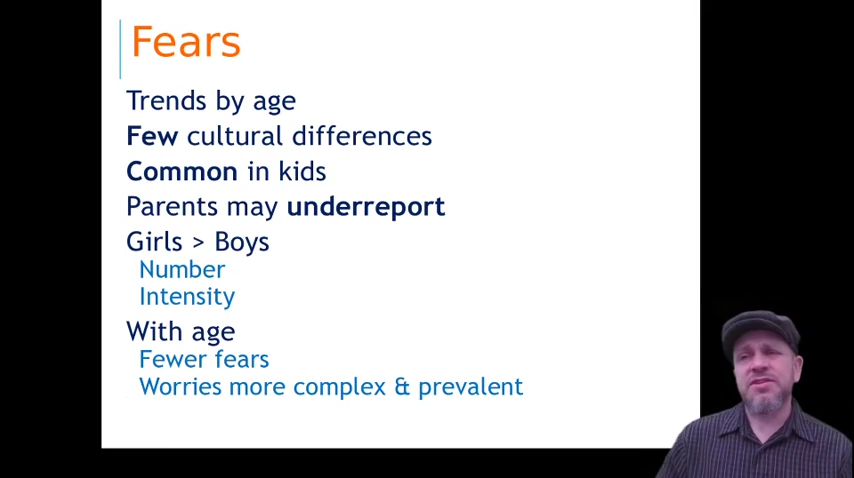 Fears
Trends by age
Few cultural differences
Common in kids
Parents may underreport
Girls > Boys
Number
Intensity
With age
Fewer fears
Worries more complex & prevalent